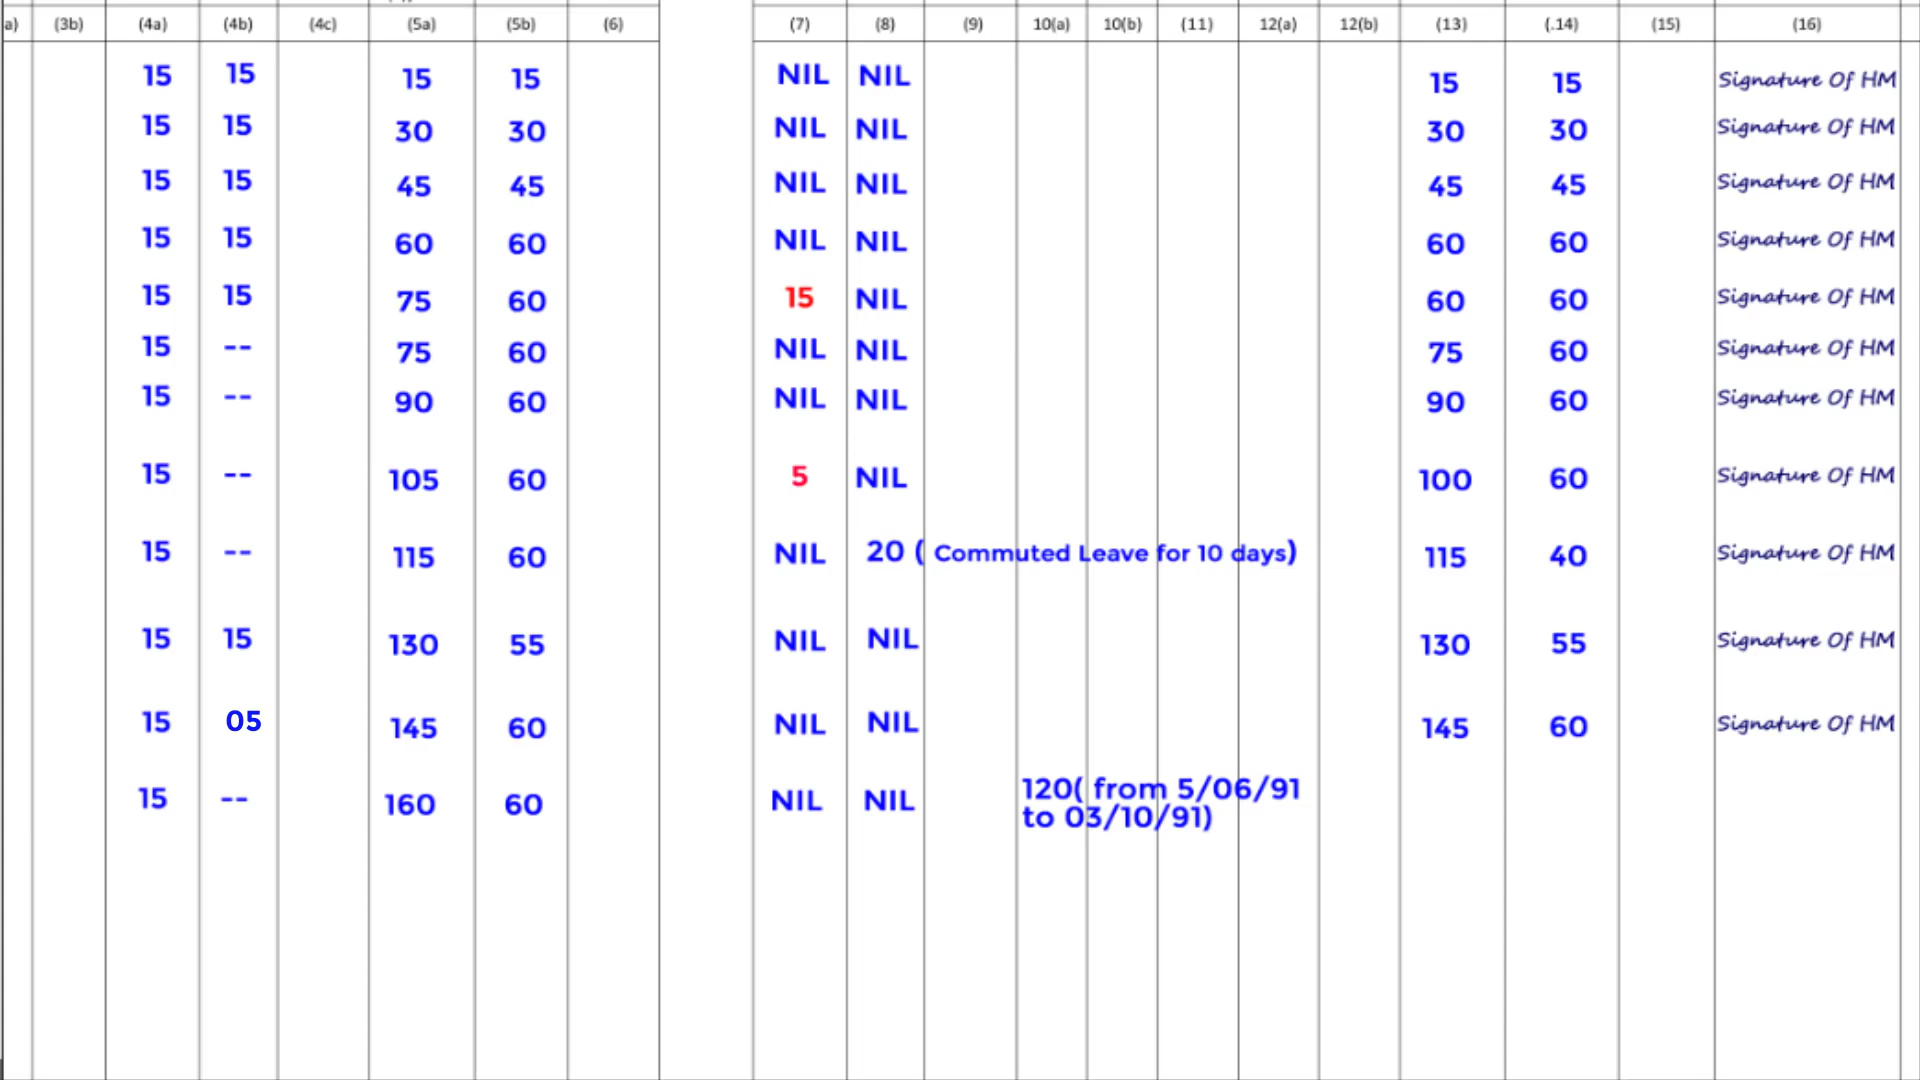 a) (3b) (4a) (4b) (4c) (5a) (5b) (6) (7) (8) (9) 10(a) 10(b) (11) 12(a) 12(b) (13) (.14) (15) (16)
15 15 15 15 NIL NIL 15 15 Signature Of HM
15 15 30 30 NIL NIL 30 30 Signature Of HM
15 15 45 45 NIL NIL 45 45 Signature Of HM
15 15 60 60 NIL NIL 60 60 Signature Of HM
15 15 75 60 15 NIL 60 60 Signature Of HM
15 -- 75 60 NIL NIL 75 60 Signature Of HM
15 -- 90 60 NIL NIL 90 60 Signature Of HM
15 -- 105 60 5 NIL 100 60 Signature Of HM
15 -- 115 60 NIL 20 ( Commuted Leave for 10 days) 115 40 Signature Of HM
15 15 130 55 NIL NIL 130 55 Signature Of HM
15 05 145 60 NIL NIL 145 60 Signature Of HM
15 -- 160 60 NIL NIL 120( from 5/06/91
to 03/10/91)